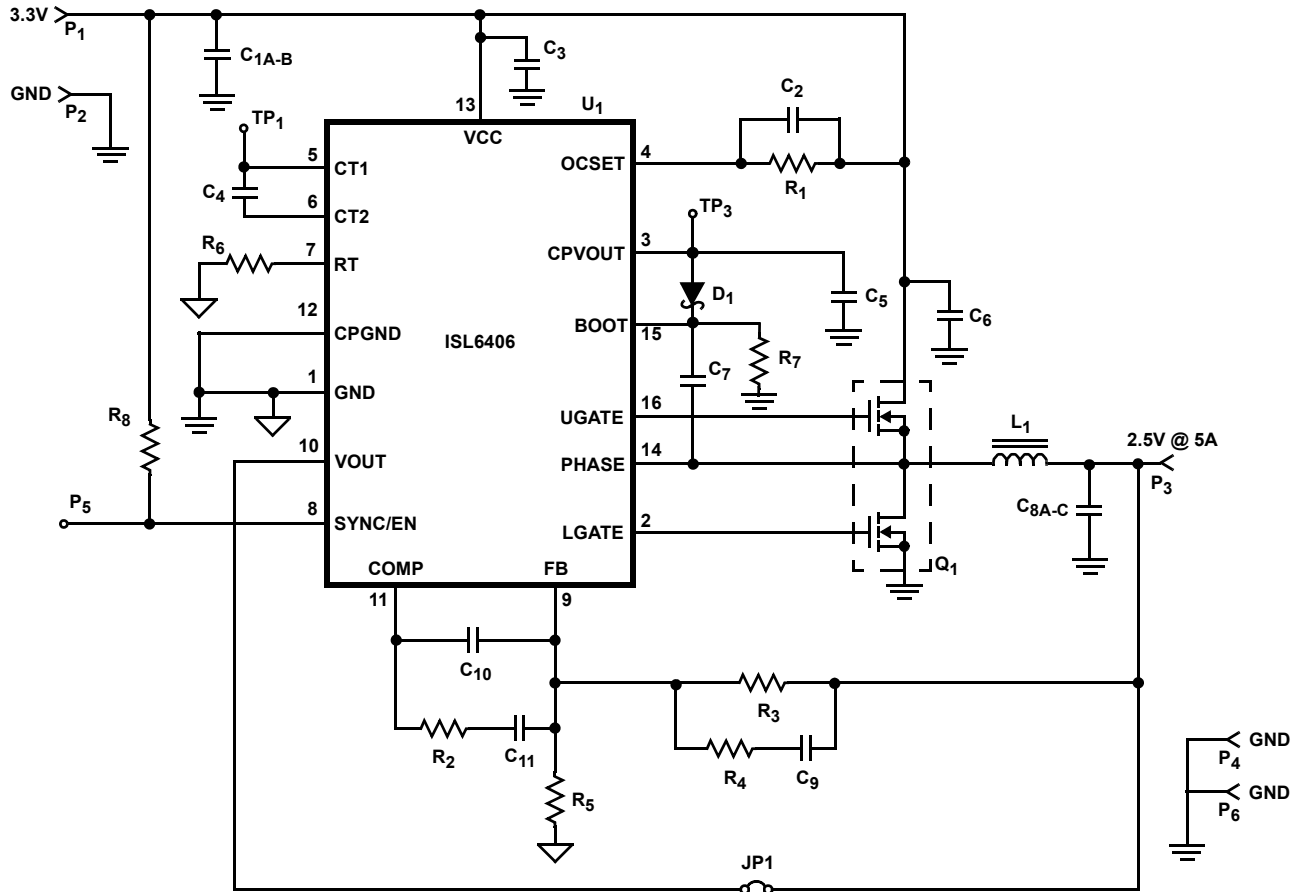 3.3V
P1
C1A-B
C3
GND
P2
TP1
13
U1
C2
VCC
5
CT1
4
OCSET
R1
C4
6
CT2
TP3
R6
7
RT
3
CPVOUT
D1
C5
C6
12
CPGND
ISL6406
BOOT
15
C7
R7
1
GND
R8
16
UGATE
L1
10
VOUT
14
PHASE
2.5V @ 5A
P3
C8A-C
P5
8
SYNC/EN
2
LGATE
Q1
COMP
FB
11
9
C10
R3
R2
C11
R4
C9
R5
GND
P4
GND
P6
JP1